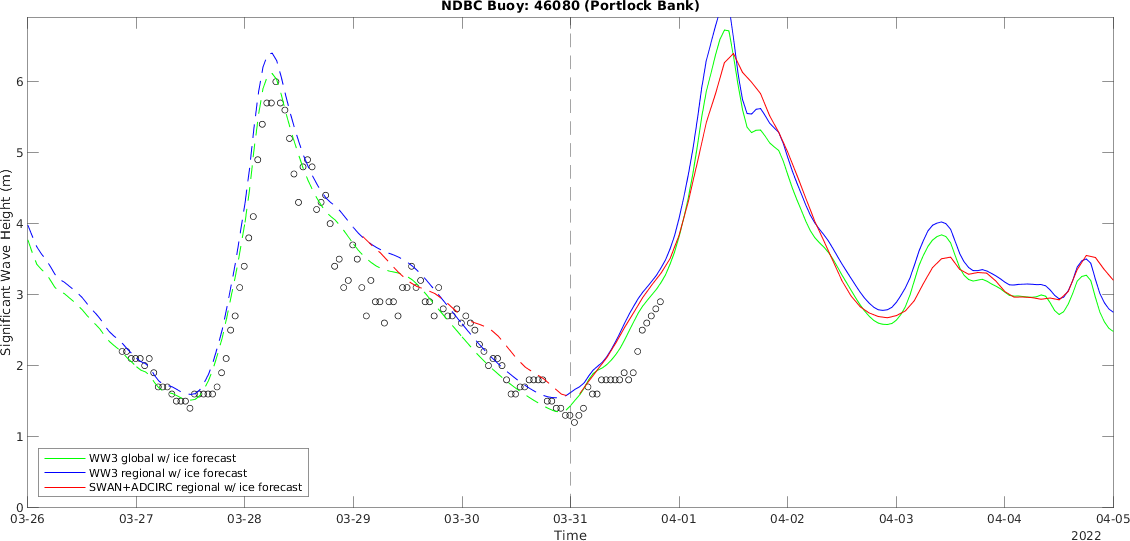 NDBC Buoy: 46080 (Portlock Bank)
Significant Wave Height (m)
6
5
4
3
2
1
0
WW3 global w/ ice forecast
WW3 regional w/ ice forecast
SWAN+ADCIRC regional w/ ice forecast
03-26 03-27 03-28 03-29 03-30 03-31 04-01 04-02 04-03 04-04 04-05
Time
2022